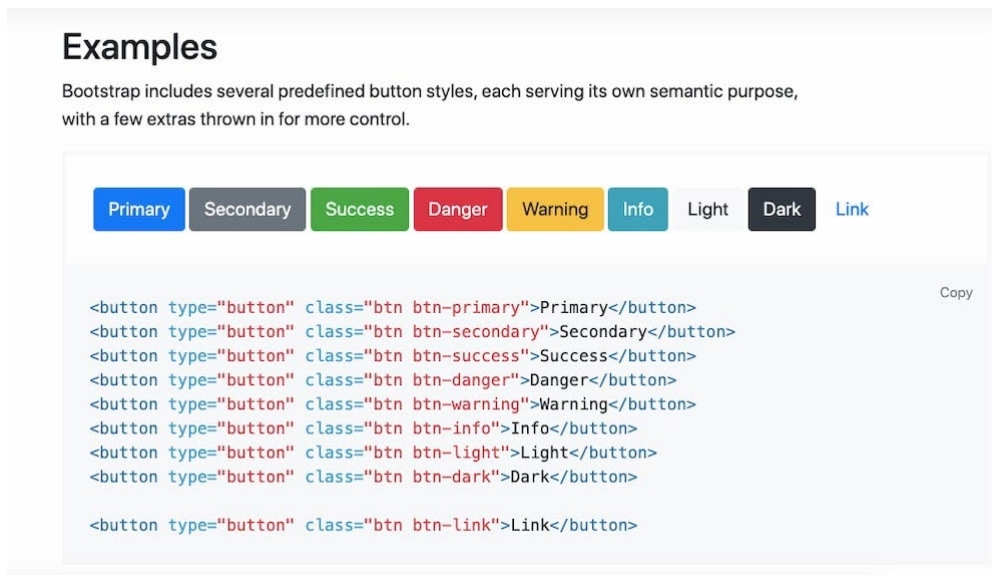 Examples
Bootstrap includes several predefined button styles, each serving its own semantic purpose,
with a few extras thrown in for more control.
Primary Secondary Success Danger Warning Info Light Dark Link
Copy
<button type="button" class="btn btn-primary">Primary</button>
<button type="button" class="btn btn-secondary">Secondary</button>
<button type="button" class="btn btn-success">Success</button>
<button type="button" class="btn btn-danger">Danger</button>
<button type="button" class="btn btn-warning">Warning</button>
<button type="button" class="btn btn-info">Info</button>
<button type="button" class="btn btn-light">Light</button>
<button type="button" class="btn btn-dark">Dark</button>
<button type="button" class="btn btn-link">Link</button>